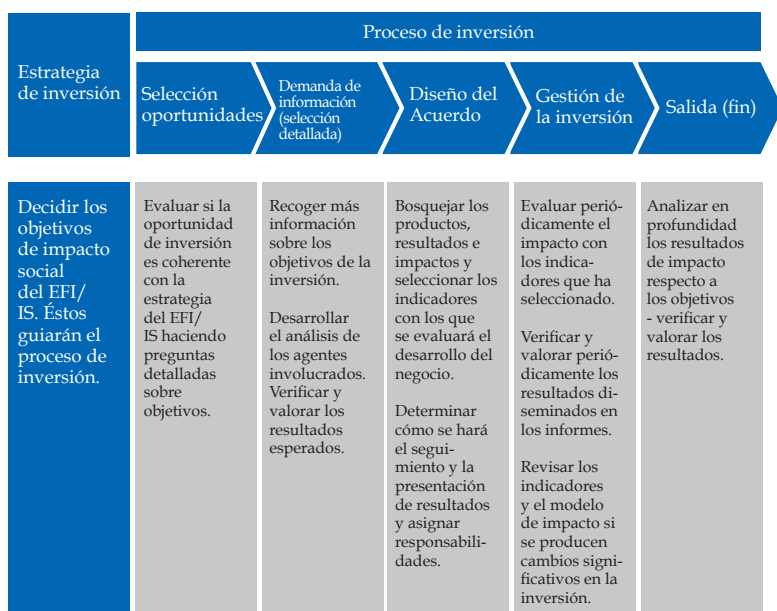 Estrategia
de inversión
Proceso de inversión
Selección
oportunidades
Demanda de
información
(selección
detallada)
Diseño del
Acuerdo
Gestión de
la inversión
Salida (fin)
Decidir los
objetivos
de impacto
social
del EFI/
IS. Éstos
guiarán el
proceso de
inversión.
Evaluar si la
oportunidad
de inversión
es coherente
con la
estrategia
del EFI/
IS haciendo
preguntas
detalladas
sobre
objetivos.
Recoger más
información
sobre los
objetivos de la
inversión.
Desarrollar
el análisis de
los agentes
involucrados.
Verificar y
valorar los
resultados
esperados.
Bosquejar los
productos,
resultados e
impactos y
seleccionar los
indicadores
con los que
se evaluará el
desarrollo del
negocio.
Determinar
cómo se hará
el segui-
miento y la
presentación
de resultados
y asignar
responsabili-
dades.
Evaluar perió-
dicamente el
impacto con
los indica-
dores que ha
seleccionado.
Verificar y
valorar perió-
dicamente los
resultados di-
seminados en
los informes.
Revisar los
indicadores
y el modelo
de impacto si
se producen
cambios signi-
ficativos en la
inversión.
Analizar en
profundidad
los resultados
de impacto
respecto a
los objetivos
- verificar y
valorar los
resultados.